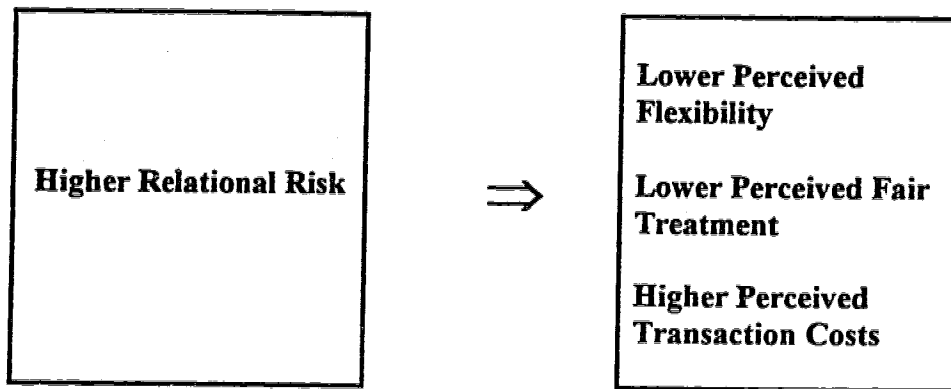 Higher Relational Risk
⇒
Lower Perceived
Flexibility
Lower Perceived Fair
Treatment
Higher Perceived
Transaction Costs